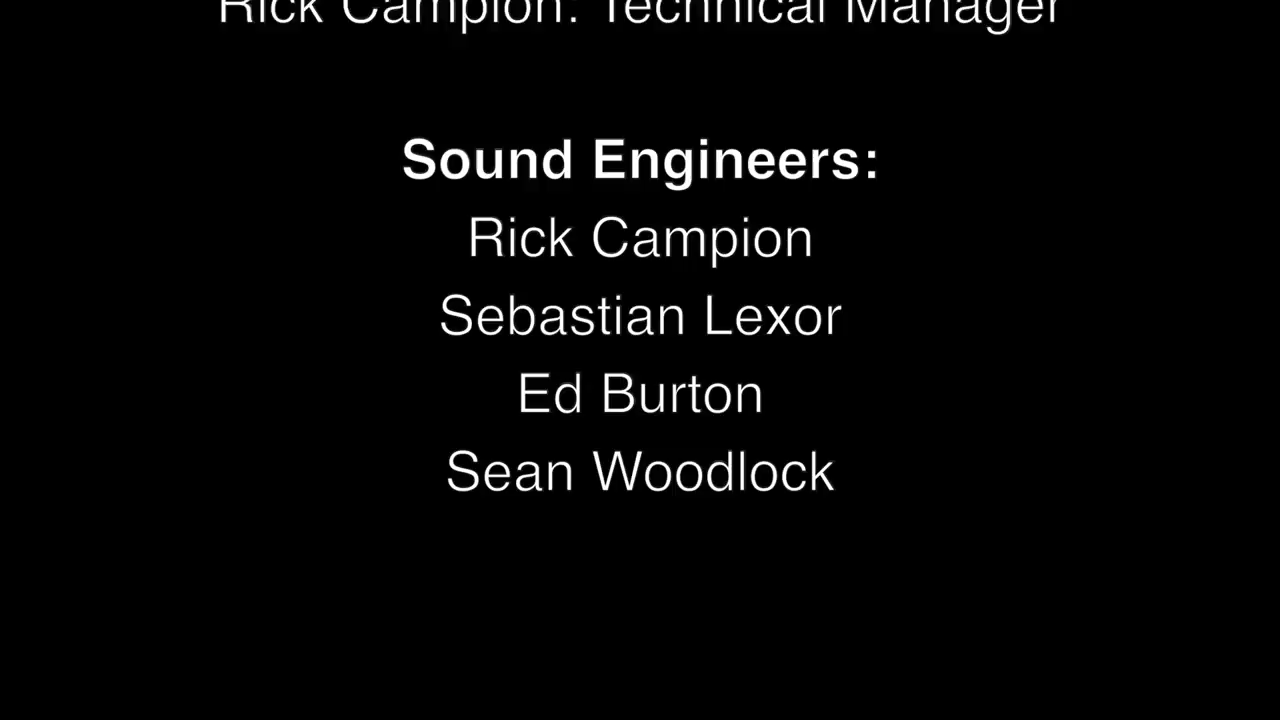 Rick Campion: Technical Manager
Sound Engineers:
Rick Campion
Sebastian Lexor
Ed Burton
Sean Woodlock